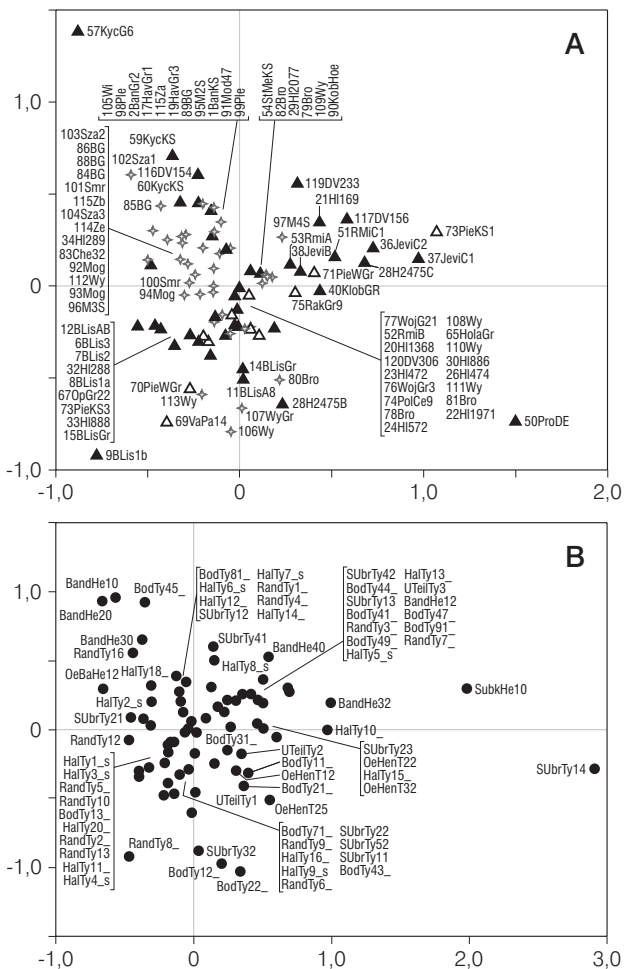 A
57KycG6
1,0
0
-1,0
105Wi
98Ple
2BanGr2
17HavGr1
115Za
19HavGr3
89BG
95M2S
1BanKS
91Mod47
99Ple
54StMeKS
82Bro
29Hl2077
79Bro
109Wy
90KobHoe
103Sza2
86BG
88BG
84BG
101Smr
115Zb
104Sza3
114Ze
34Hl289
83Che32
92Mog
112Wy
93Mog
96M3S
59KycKS
102Sza1
116DV154
60KycKS
85BG
100Smr
94Mog
119DV233
21Hl169
97M4S
117DV156
73PieKS1
53RmiA
51RMiC1
36JeviC2
38JeviB
37JeviC1
71PieWGr
28H2475C
75RakGr9
40KlobGR
12BLisAB
6BLis3
7BLis2
32Hl288
8BLis1a
67OpGr22
73PieKS3
33Hl888
15BLisGr
70PieWGr
113Wy
69VaPa14
9BLis1b
14BLisGr
11BLisA8
80Bro
28H2475B
107WyGr
106Wy
77WojG21 108Wy
52RmiB 65HolaGr
20Hl1368 110Wy
120DV306 30Hl886
23Hl472 26Hl474
76WojGr3 111Wy
74PolCe9 81Bro
78Bro 22Hl1971
24Hl572
50ProDE
-1,0 0 1,0 2,0
B
1,0
0
-1,0
BandHe10
BandHe20
BodTy45_
BandHe30
RandTy16
OeBaHe12
HalTy18_
HalTy2_s
SUbrTy21
RandTy12
BodTy81_ HalTy7_s
HalTy6_s RandTy1_
HalTy12_ RandTy4_
SUbrTy12 HalTy14_
SUbrTy41
HalTy8_s
BandHe40
SUbrTy42 HalTy13_
BodTy44_ UTeilTy3
SUbrTy13 BandHe12
BodTy41_ BodTy47_
RandTy3_ BodTy91_
BodTy49_ RandTy7_
HalTy5_s
SubkHe10
BandHe32
HalTy10_
SUbrTy14
BodTy31_
UTeilTy2
BodTy11_
OeHenT12
BodTy21_
UTeilTy1
OeHenT25
SUbrTy23
OeHenT22
HalTy15_
OeHenT32
HalTy1_s
HalTy3_s
RandTy5_
RandTy10
BodTy13_
HalTy20_
RandTy2_
RandTy13
HalTy11_
HalTy4_s
RandTy8_
SUbrTy32
BodTy12_
BodTy22_
BodTy71_ SUbrTy22
RandTy9_ SUbrTy52
HalTy16_ SUbrTy11
HalTy9_s BodTy43_
RandTy6_
-1,0 0 1,0 2,0 3,0